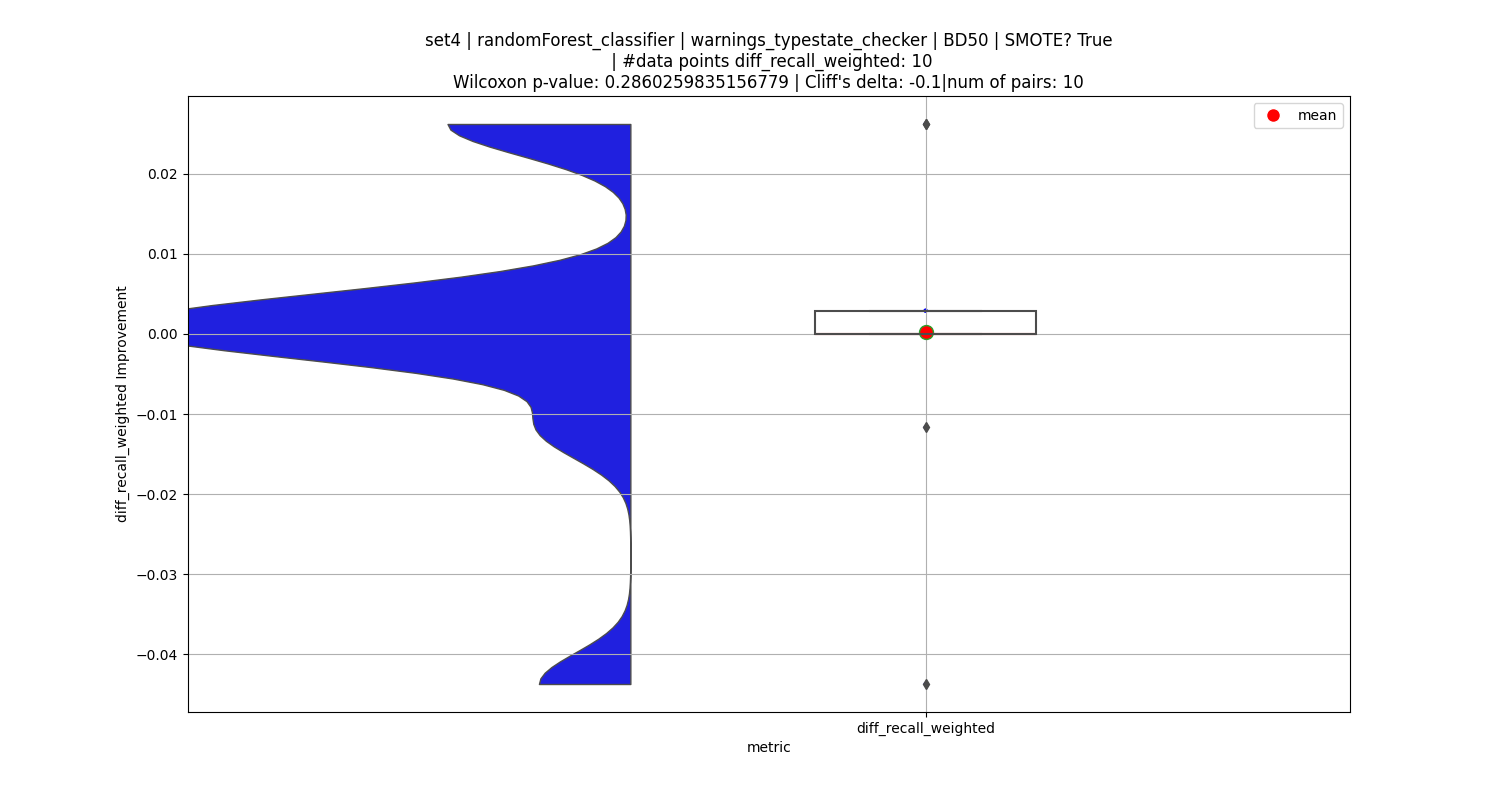 set4 | randomForest_classifier | warnings_typestate_checker | BD50 | SMOTE? True
| #data points diff_recall_weighted: 10
Wilcoxon p-value: 0.2860259835156779 | Cliff's delta: -0.1|num of pairs: 10
mean
0.02
0.01
0.00
−0.01
−0.02
−0.03
−0.04
diff_recall_weighted Improvement
diff_recall_weighted
metric